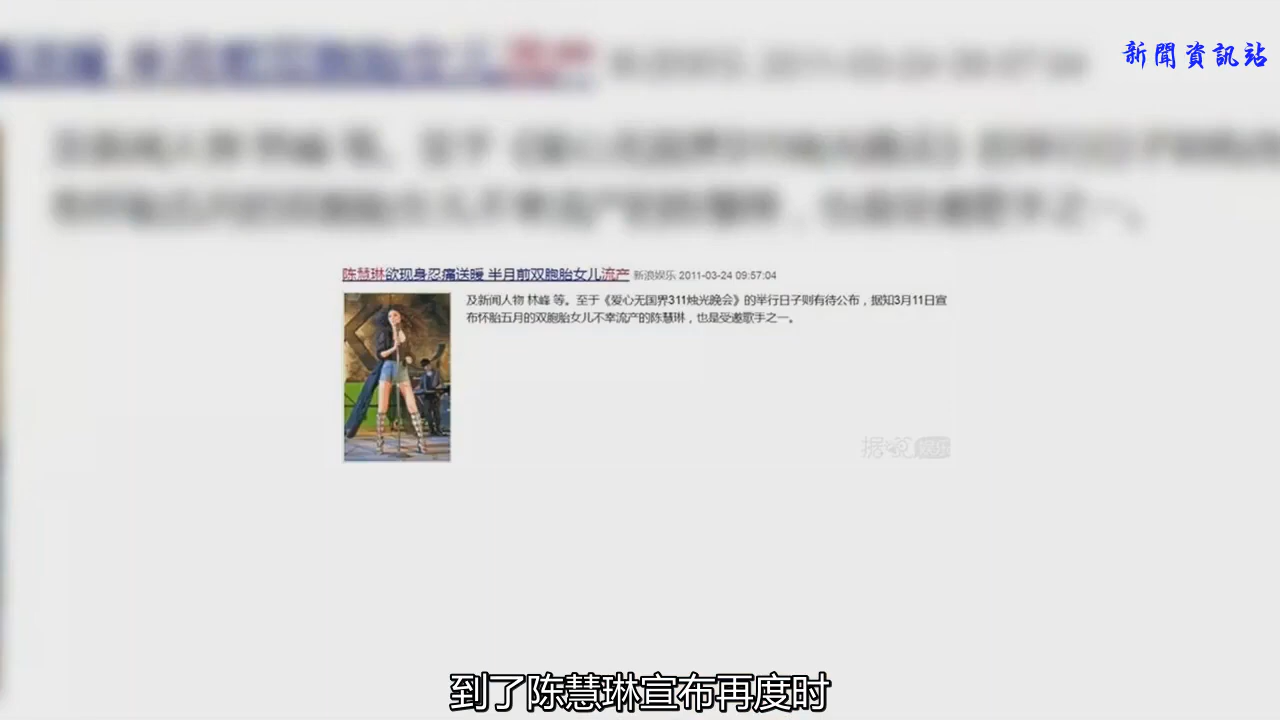 新聞資訊站
陈慧琳欲现身忍痛送暖 半月前双胞胎女儿流产 新浪娱乐 2011-03-24 09:57:04
及新闻人物 林峰 等。至于《爱心无国界311烛光晚会》的举行日子则有待公布，据知3月11日宣
布怀胎五月的双胞胎女儿不幸流产的陈慧琳，也是受邀歌手之一。
据说娱乐
到了陈慧琳宣布再度时